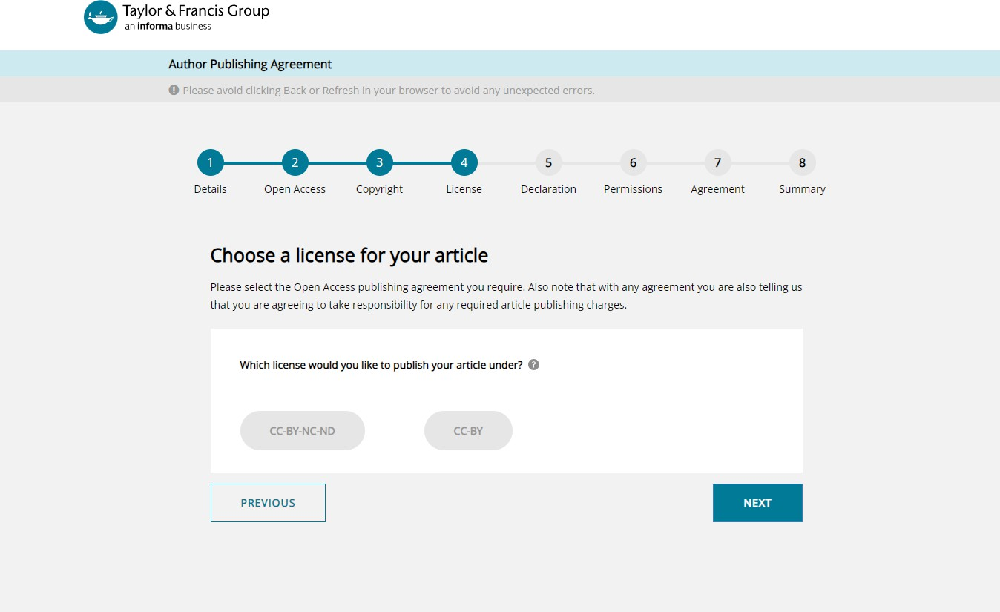 Taylor & Francis Group
an informa business
Author Publishing Agreement
! Please avoid clicking Back or Refresh in your browser to avoid any unexpected errors.
1 2 3 4 5 6 7 8
Details Open Access Copyright License Declaration Permissions Agreement Summary
Choose a license for your article
Please select the Open Access publishing agreement you require. Also note that with any agreement you are also telling us
that you are agreeing to take responsibility for any required article publishing charges.
Which license would you like to publish your article under? ?
CC-BY-NC-ND CC-BY
PREVIOUS NEXT